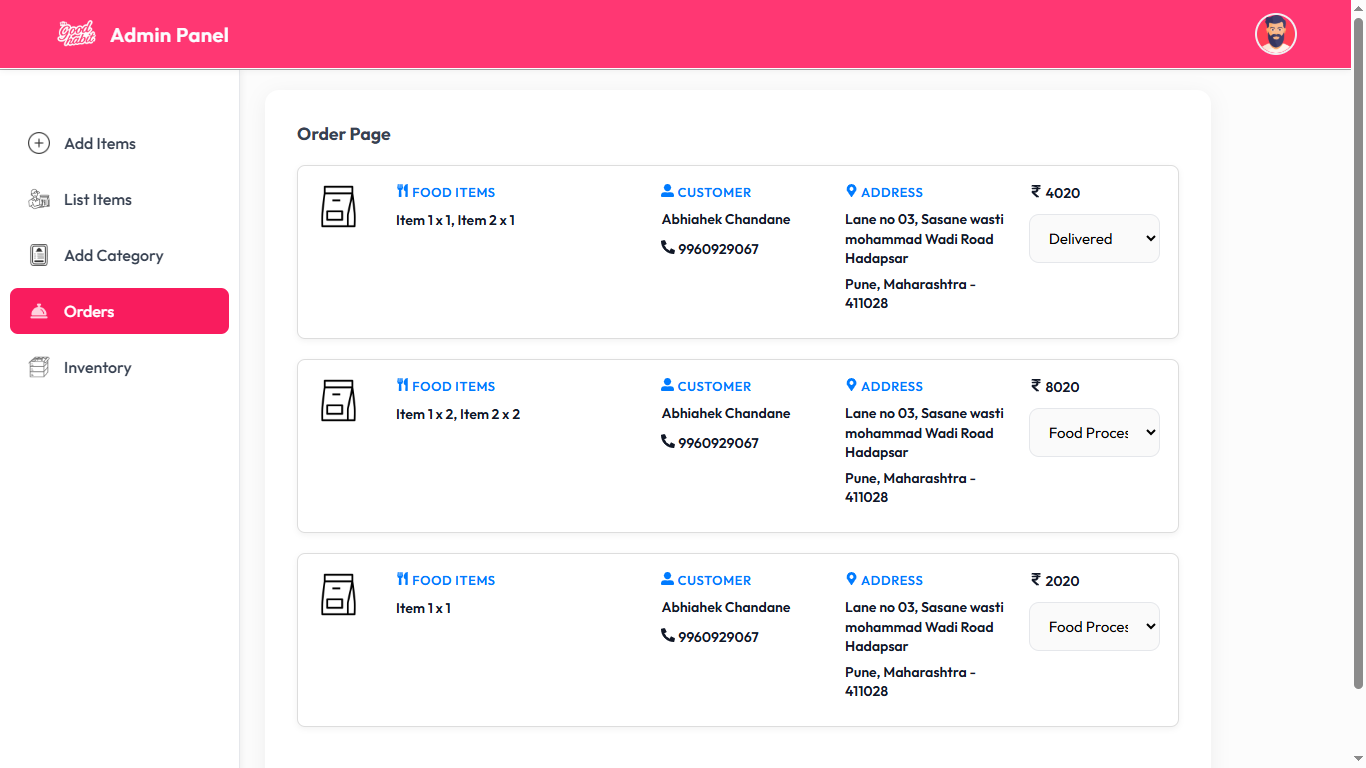 The Good habit
Admin Panel
Add Items
List Items
Add Category
Orders
Inventory
Order Page
FOOD ITEMS
Item 1 x 1, Item 2 x 1
CUSTOMER
Abhiahek Chandane
9960929067
ADDRESS
Lane no 03, Sasane wasti
mohammad Wadi Road
Hadapsar
Pune, Maharashtra -
411028
₹ 4020
Delivered
FOOD ITEMS
Item 1 x 2, Item 2 x 2
CUSTOMER
Abhiahek Chandane
9960929067
ADDRESS
Lane no 03, Sasane wasti
mohammad Wadi Road
Hadapsar
Pune, Maharashtra -
411028
₹ 8020
Food Proces
FOOD ITEMS
Item 1 x 1
CUSTOMER
Abhiahek Chandane
9960929067
ADDRESS
Lane no 03, Sasane wasti
mohammad Wadi Road
Hadapsar
Pune, Maharashtra -
411028
₹ 2020
Food Proces